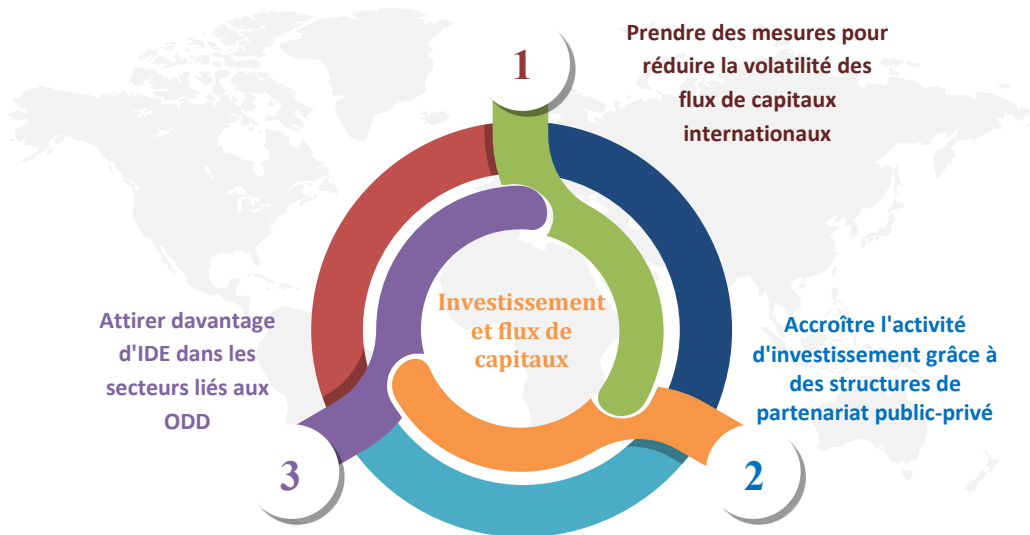 1
Prendre des mesures pour
réduire la volatilité des
flux de capitaux
internationaux
Investissement
et flux de
capitaux
Accroître l'activité
d'investissement grâce à
des structures de
partenariat public-privé
2
Attirer davantage
d'IDE dans les
secteurs liés aux
ODD
3